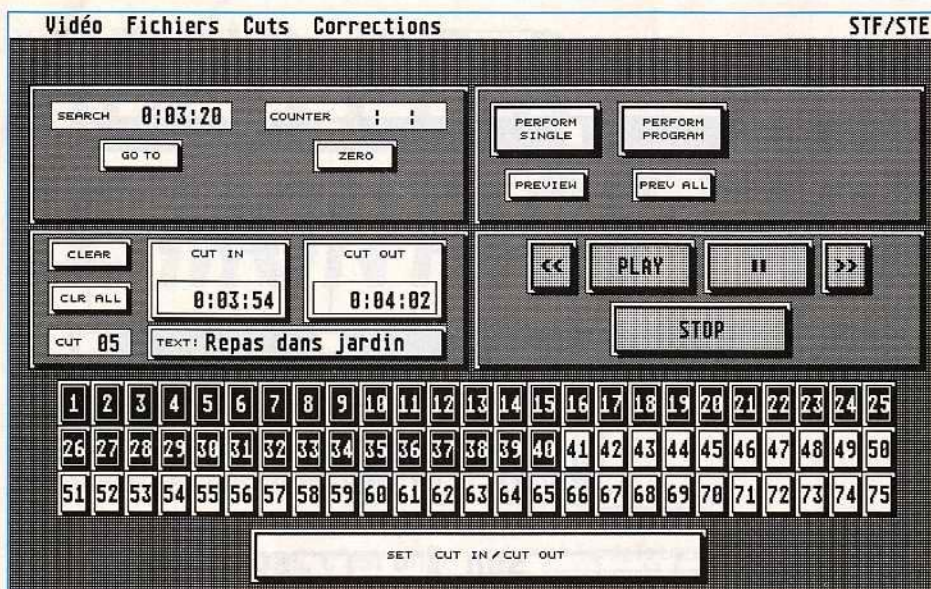 Vidéo Fichiers Cuts Corrections STF/STE
SEARCH 0:03:20 COUNTER : :
GO TO ZERO
PERFORM SINGLE
PERFORM PROGRAM
PREVIEW PREV ALL
CLEAR
CLR ALL
CUT IN
0:03:54
CUT OUT
0:04:02
CUT 05 TEXT: Repas dans jardin
<< PLAY II >>
STOP
1 2 3 4 5 6 7 8 9 10 11 12 13 14 15 16 17 18 19 20 21 22 23 24 25
26 27 28 29 30 31 32 33 34 35 36 37 38 39 40 41 42 43 44 45 46 47 48 49 50
51 52 53 54 55 56 57 58 59 60 61 62 63 64 65 66 67 68 69 70 71 72 73 74 75
SET CUT IN/CUT OUT